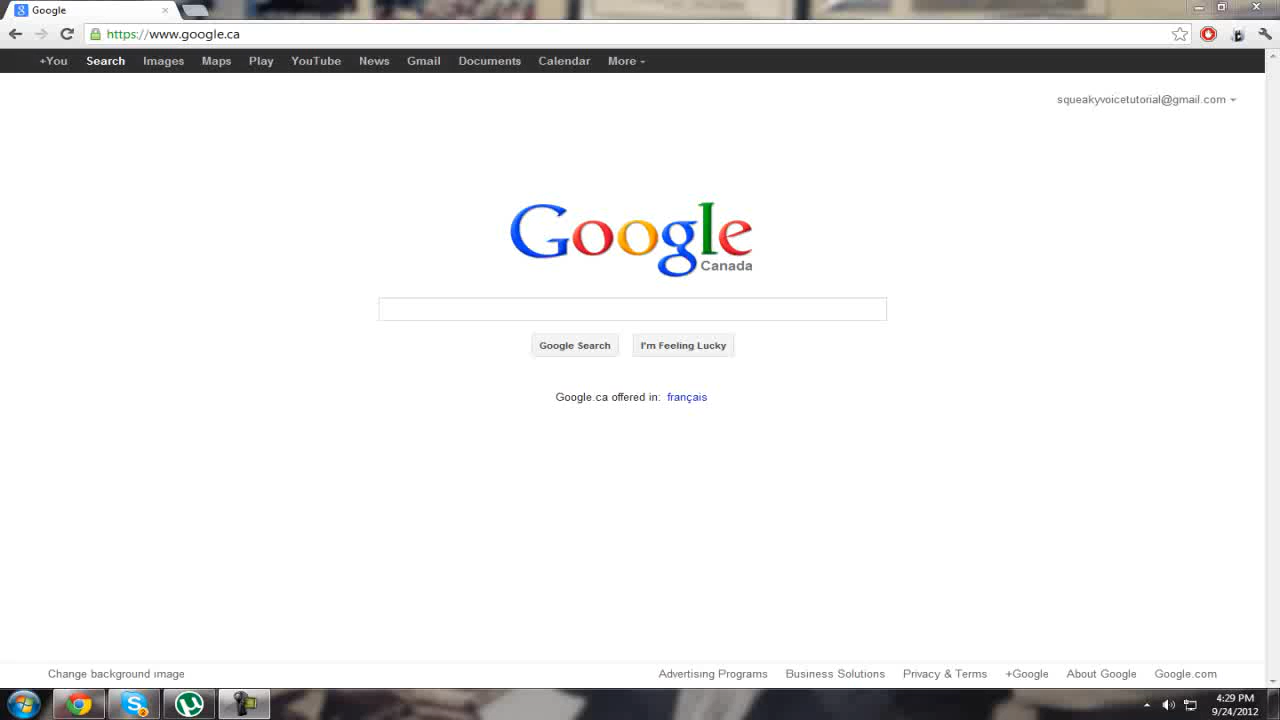 Google
https://www.google.ca
+You Search Images Maps Play YouTube News Gmail Documents Calendar More
squeakyvoicetutorial@gmail.com
Google
Canada
Google Search I'm Feeling Lucky
Google.ca offered in: français
Change background image Advertising Programs Business Solutions Privacy & Terms +Google About Google Google.com
4:29 PM
9/24/2012